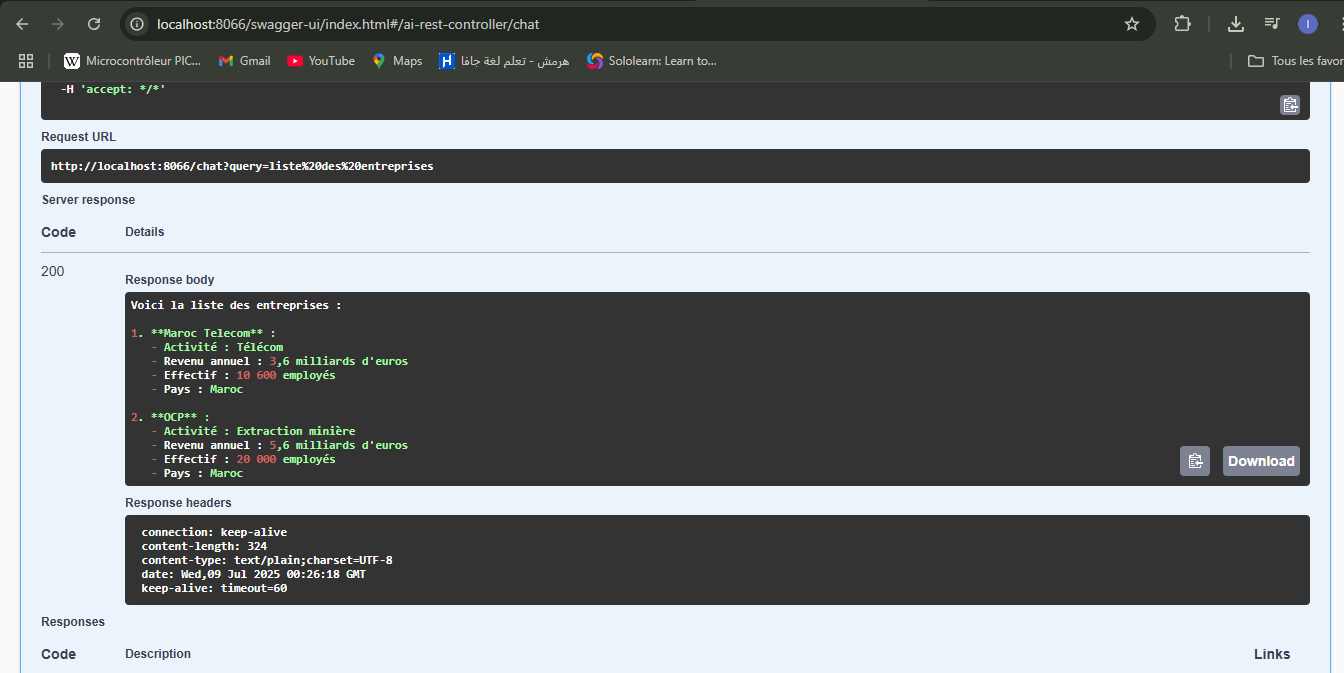 localhost:8066/swagger-ui/index.html#/ai-rest-controller/chat
I
W Microcontrôleur PIC... Gmail YouTube Maps H هرمش - تعلم لغة جافا Sololearn: Learn to... Tous les favor
-H 'accept: */*'
Request URL
http://localhost:8066/chat?query=liste%20des%20entreprises
Server response
Code Details
200
Response body
Voici la liste des entreprises :
1. **Maroc Telecom** :
- Activité : Télécom
- Revenu annuel : 3,6 milliards d'euros
- Effectif : 10 600 employés
- Pays : Maroc
2. **OCP** :
- Activité : Extraction minière
- Revenu annuel : 5,6 milliards d'euros
- Effectif : 20 000 employés
- Pays : Maroc
Download
Response headers
connection: keep-alive
content-length: 324
content-type: text/plain;charset=UTF-8
date: Wed,09 Jul 2025 00:26:18 GMT
keep-alive: timeout=60
Responses
Code Description Links